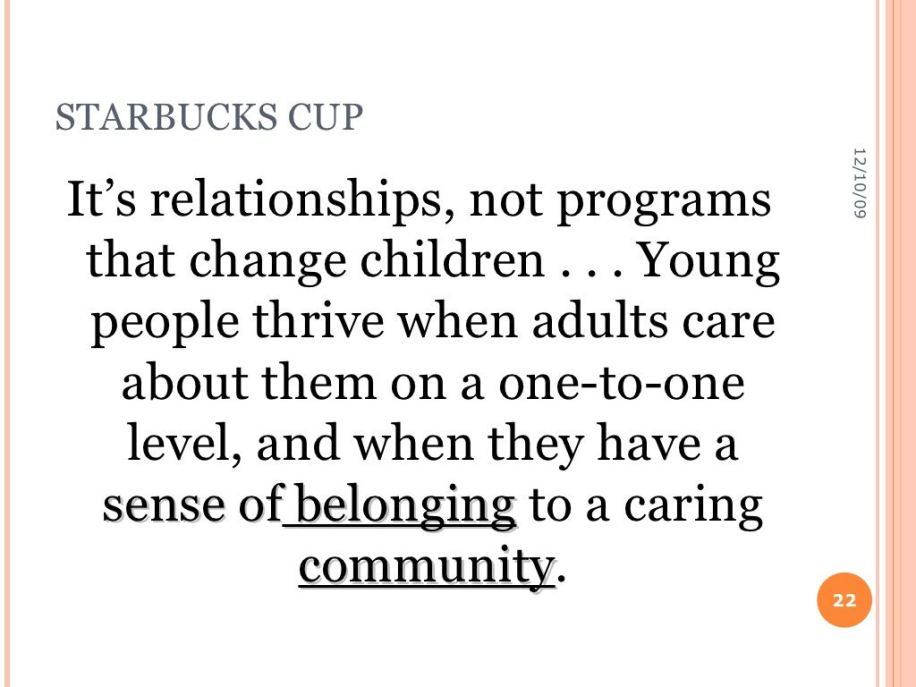 STARBUCKS CUP
12/10/09
It’s relationships, not programs
that change children . . . Young
people thrive when adults care
about them on a one-to-one
level, and when they have a
sense of belonging to a caring
community.
22